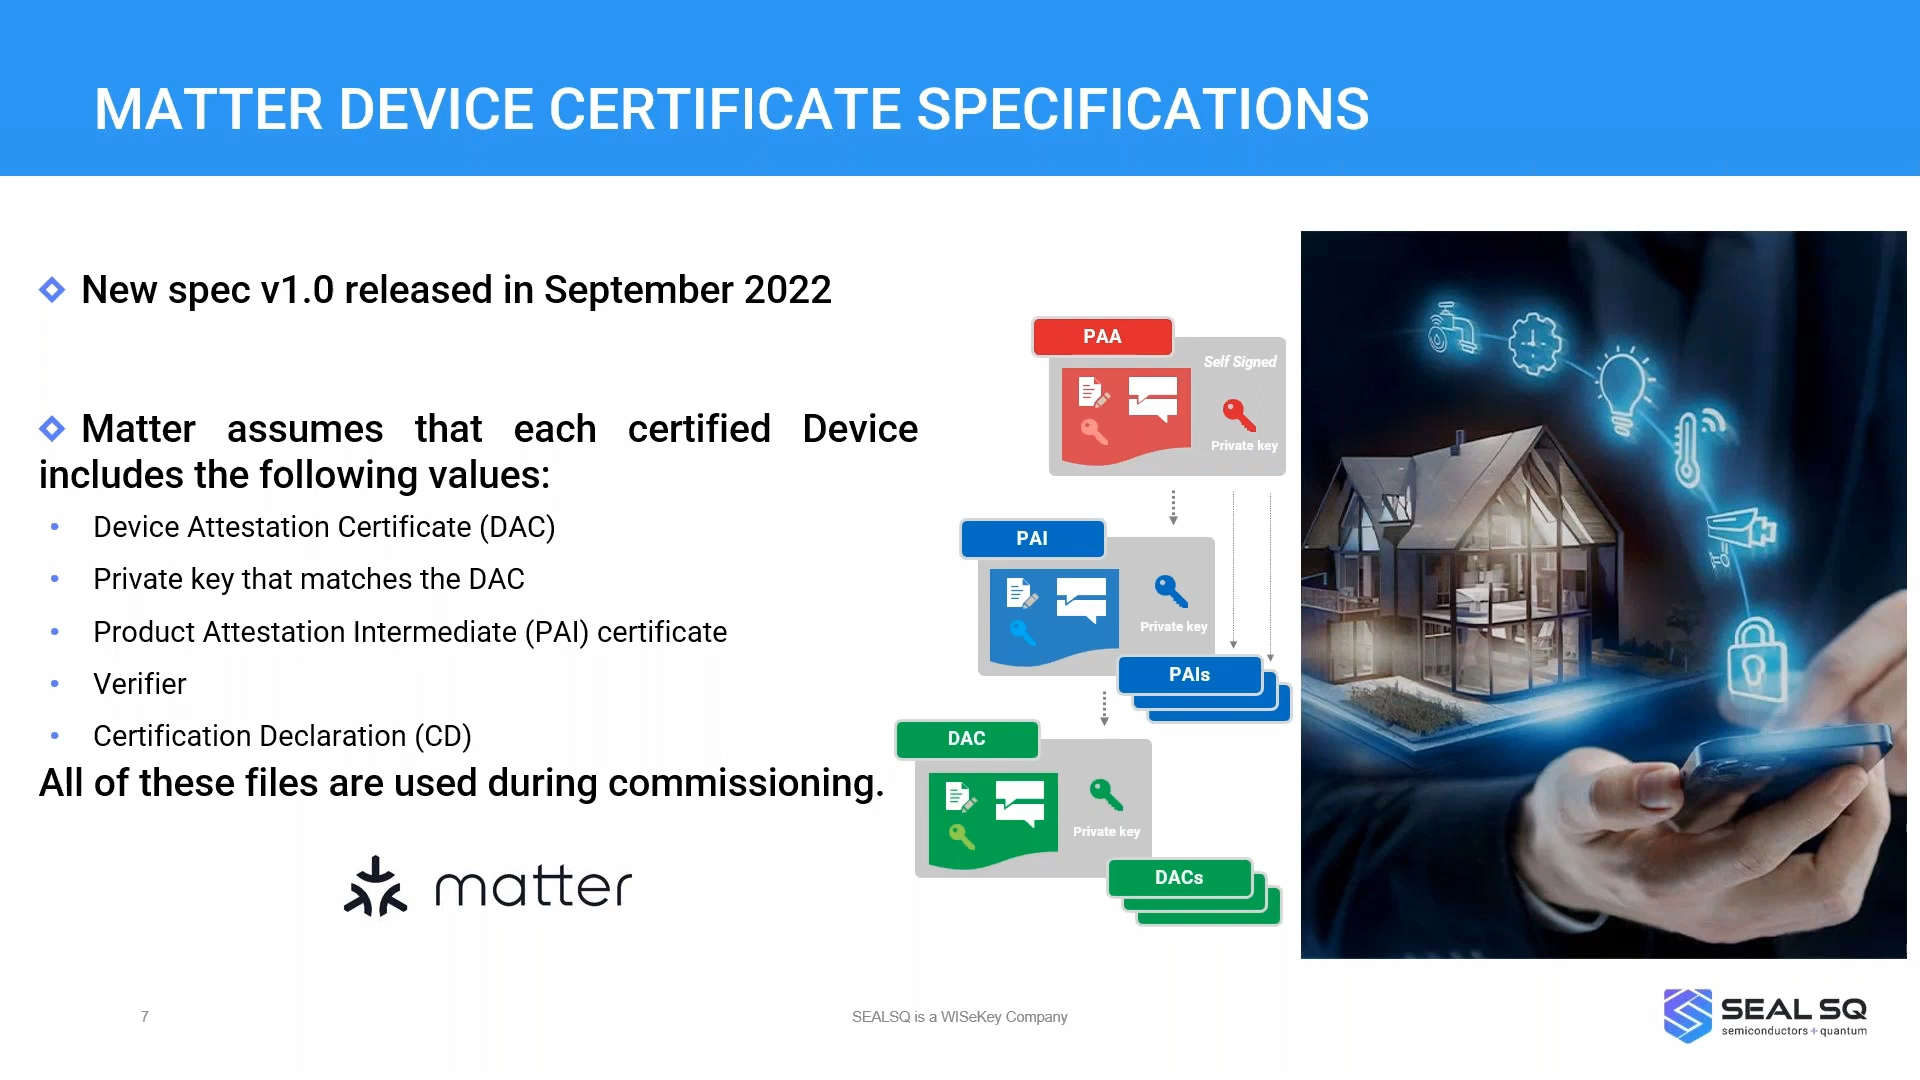 MATTER DEVICE CERTIFICATE SPECIFICATIONS
New spec v1.0 released in September 2022
Matter assumes that each certified Device
includes the following values:
Device Attestation Certificate (DAC)
Private key that matches the DAC
Product Attestation Intermediate (PAI) certificate
Verifier
Certification Declaration (CD)
All of these files are used during commissioning.
matter
PAA
Self Signed
Private key
PAI
Private key
PAIs
DAC
Private key
DACs
7
SEALSQ is a WISeKey Company
SEAL SQ
semiconductors + quantum